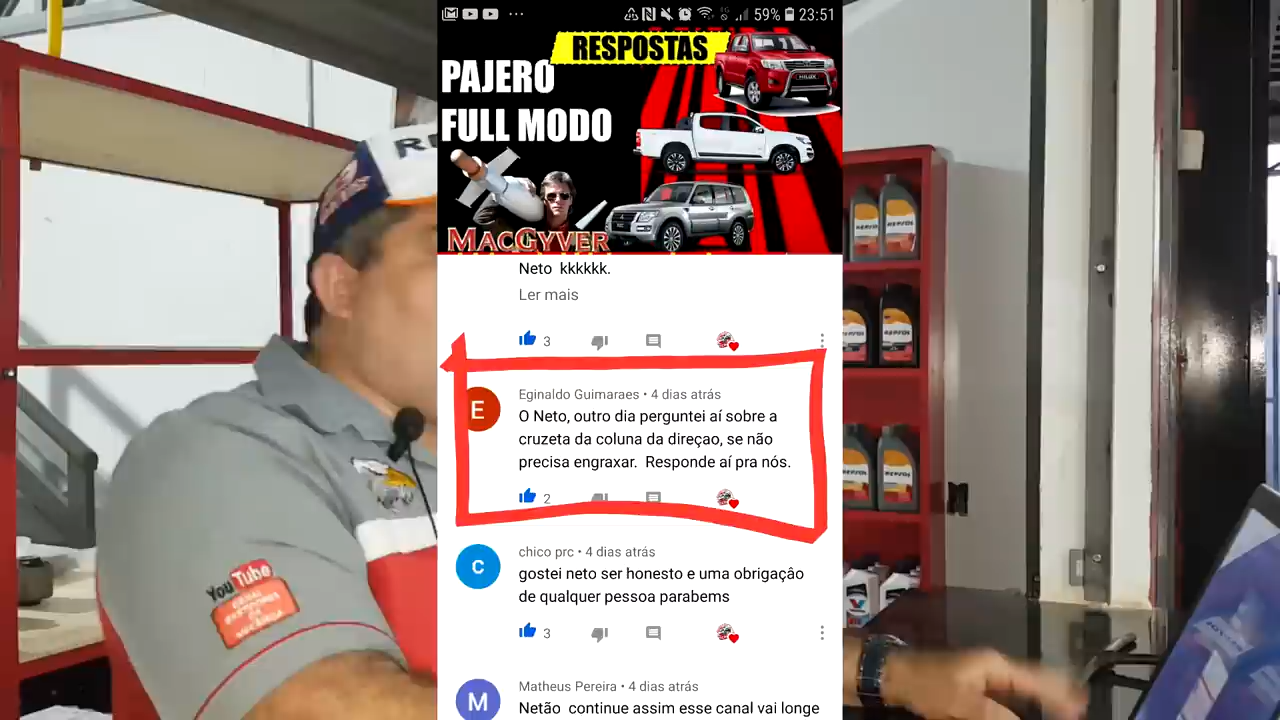 59% 23:51
RESPOSTAS
PAJERO
FULL MODO
HILUX
MACGYVER
Neto kkkkkk.
Ler mais
3
Eginaldo Guimaraes • 4 dias atrás
E
O Neto, outro dia perguntei aí sobre a
cruzeta da coluna da direçao, se não
precisa engraxar. Responde aí pra nós.
2
chico prc • 4 dias atrás
C
gostei neto ser honesto e uma obrigação
de qualquer pessoa parabems
3
Matheus Pereira • 4 dias atrás
M
Netão continue assim esse canal vai longe
YouTube
REPSOL
REPSOL
REPSOL